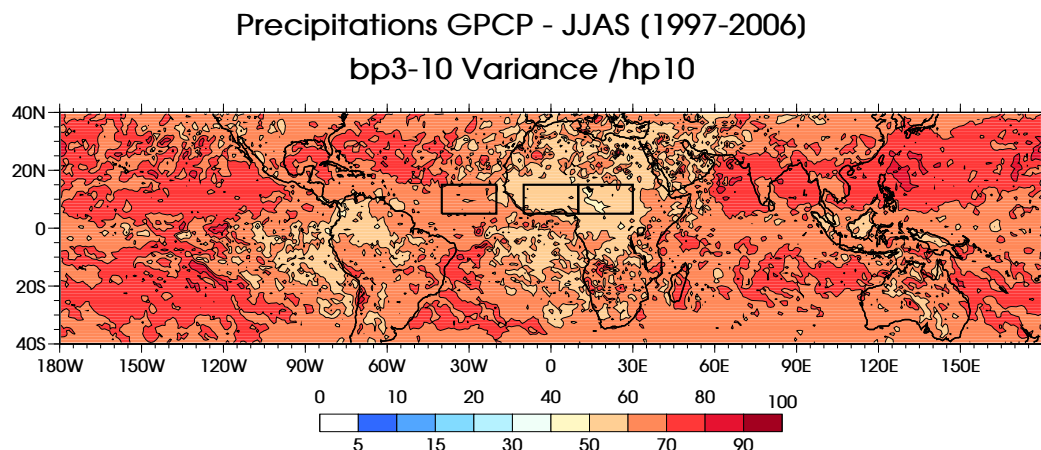 Precipitations GPCP - JJAS (1997-2006)
bp3-10 Variance /hp10
40N
20N
0
20S
40S
180W 150W 120W 90W 60W 30W 0 30E 60E 90E 120E 150E
0 10 20 40 60 80 100
5 15 30 50 70 90